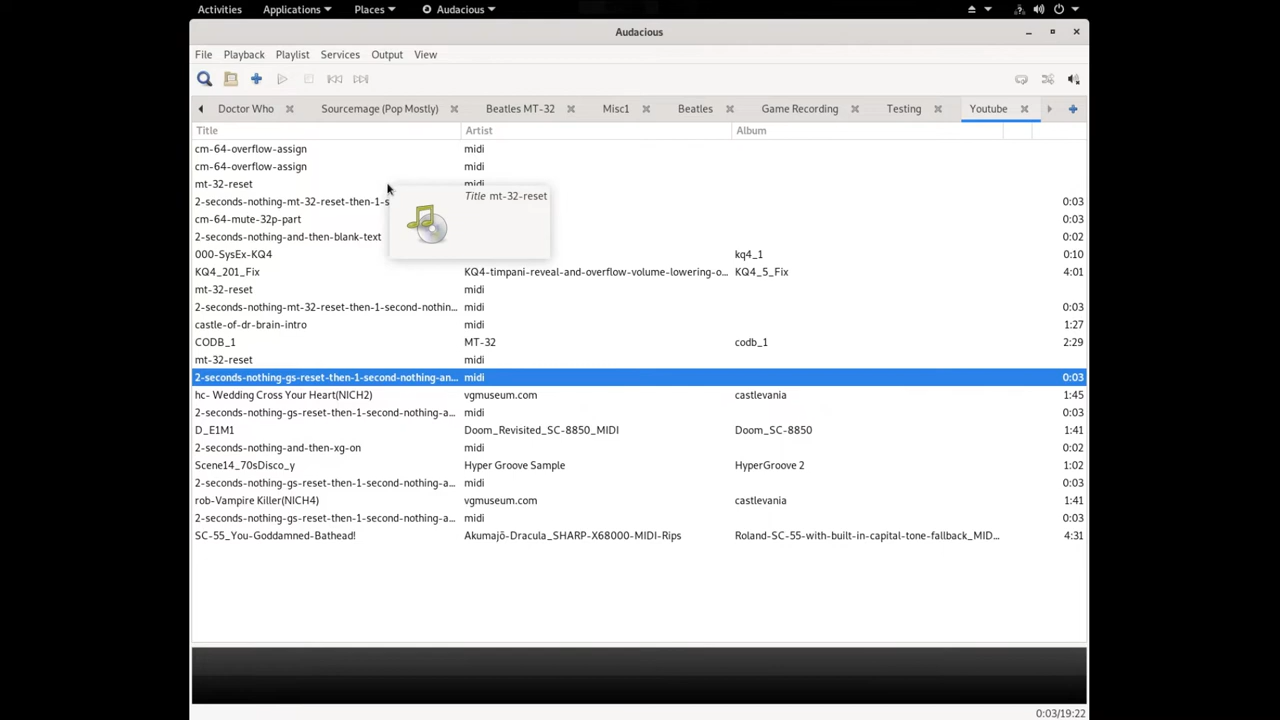 Activities Applications Places Audacious
Audacious
File Playback Playlist Services Output View
Doctor Who Sourcemage (Pop Mostly) Beatles MT-32 Misc1 Beatles Game Recording Testing Youtube
Title Artist Album
cm-64-overflow-assign midi
cm-64-overflow-assign midi
mt-32-reset midi
Title mt-32-reset
2-seconds-nothing-mt-32-reset-then-1-s 0:03
cm-64-mute-32p-part 0:03
2-seconds-nothing-and-then-blank-text 0:02
000-SysEx-KQ4 kq4_1 0:10
KQ4_201_Fix KQ4-timpani-reveal-and-overflow-volume-lowering-o... KQ4_5_Fix 4:01
mt-32-reset midi
2-seconds-nothing-mt-32-reset-then-1-second-nothin... midi 0:03
castle-of-dr-brain-intro midi 1:27
CODB_1 MT-32 codb_1 2:29
mt-32-reset midi
2-seconds-nothing-gs-reset-then-1-second-nothing-an... midi 0:03
hc- Wedding Cross Your Heart(NICH2) vgmuseum.com castlevania 1:45
2-seconds-nothing-gs-reset-then-1-second-nothing-a... midi 0:03
D_E1M1 Doom_Revisited_SC-8850_MIDI Doom_SC-8850 1:41
2-seconds-nothing-and-then-xg-on midi 0:02
Scene14_70sDisco_y Hyper Groove Sample HyperGroove 2 1:02
2-seconds-nothing-gs-reset-then-1-second-nothing-a... midi 0:03
rob-Vampire Killer(NICH4) vgmuseum.com castlevania 1:41
2-seconds-nothing-gs-reset-then-1-second-nothing-a... midi 0:03
SC-55_You-Goddamned-Bathead! Akumajō-Dracula_SHARP-X68000-MIDI-Rips Roland-SC-55-with-built-in-capital-tone-fallback_MID... 4:31
0:03/19:22